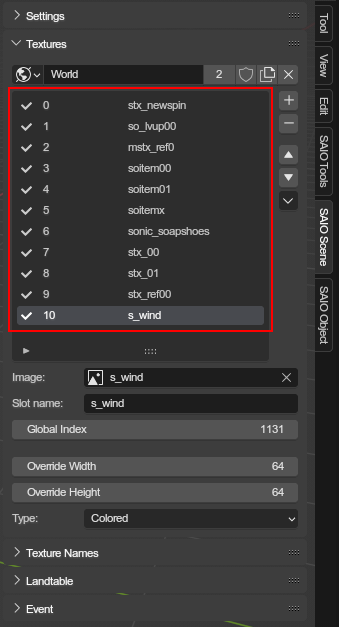 Settings
Textures
World 2
0 stx_newspin
1 so_lvup00
2 mstx_ref0
3 soitem00
4 soitem01
5 soitemx
6 sonic_soapshoes
7 stx_00
8 stx_01
9 stx_ref00
10 s_wind
Image: s_wind
Slot name: s_wind
Global Index 1131
Override Width 64
Override Height 64
Type: Colored
Texture Names
Landtable
Event
Tool
View
Edit
SAIO Tools
SAIO Scene
SAIO Object